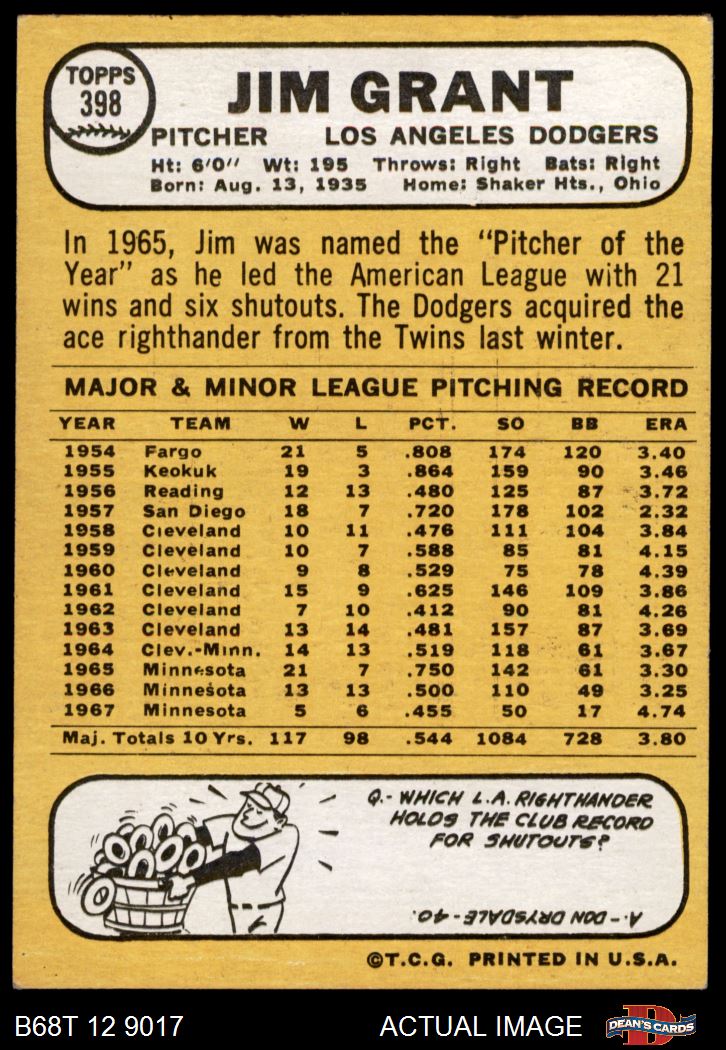 TOPPS
398
JIM GRANT
PITCHER LOS ANGELES DODGERS
Ht: 6'0" Wt: 195 Throws: Right Bats: Right
Born: Aug. 13, 1935 Home: Shaker Hts., Ohio
In 1965, Jim was named the "Pitcher of the
Year" as he led the American League with 21
wins and six shutouts. The Dodgers acquired the
ace righthander from the Twins last winter.
MAJOR & MINOR LEAGUE PITCHING RECORD
YEAR TEAM W L PCT. SO BB ERA
1954 Fargo 21 5 .808 174 120 3.40
1955 Keokuk 19 3 .864 159 90 3.46
1956 Reading 12 13 .480 125 87 3.72
1957 San Diego 18 7 .720 178 102 2.32
1958 Cleveland 10 11 .476 111 104 3.84
1959 Cleveland 10 7 .588 85 81 4.15
1960 Cleveland 9 8 .529 75 78 4.39
1961 Cleveland 15 9 .625 146 109 3.86
1962 Cleveland 7 10 .412 90 81 4.26
1963 Cleveland 13 14 .481 157 87 3.69
1964 Clev.-Minn. 14 13 .519 118 61 3.67
1965 Minnesota 21 7 .750 142 61 3.30
1966 Minnesota 13 13 .500 110 49 3.25
1967 Minnesota 5 6 .455 50 17 4.74
Maj. Totals 10 Yrs. 117 98 .544 1084 728 3.80
Q.- WHICH L.A. RIGHTHANDER
HOLDS THE CLUB RECORD
FOR SHUTOUTS?
A.- DON DRYSDALE - 40.
©T.C.G. PRINTED IN U.S.A.
B68T 12 9017 ACTUAL IMAGE
DEAN'S CARDS